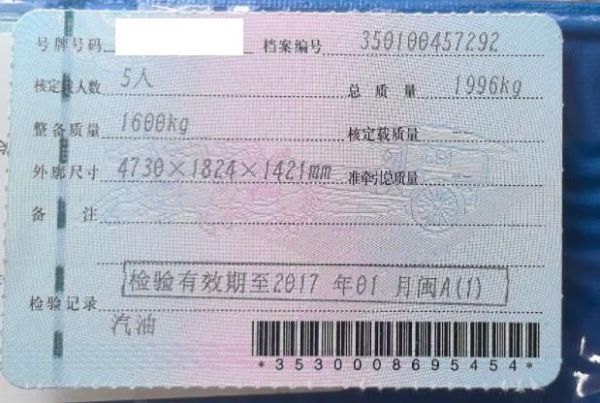 号牌号码 档案编号 350100457292
核定载人数 5人 总质量 1996kg
整备质量 1600kg 核定载质量
外廓尺寸 4730×1824×1421mm 准牵引总质量
备注
检验有效期至2017年01月闽A(1)
检验记录
汽油
*3530008695454*